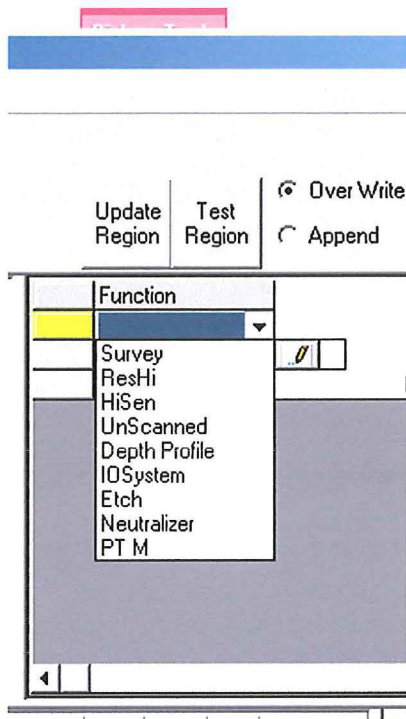 Update Region
Test Region
Over Write
Append
Function
Survey
ResHi
HiSen
UnScanned
Depth Profile
IOSystem
Etch
Neutralizer
PT M